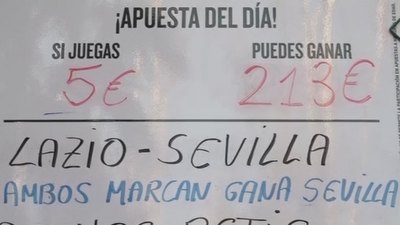 ¡APUESTA DEL DÍA!
SI JUEGAS PUEDES GANAR
5€ 213€
LAZIO-SEVILLA
AMBOS MARCAN GANA SEVILLA